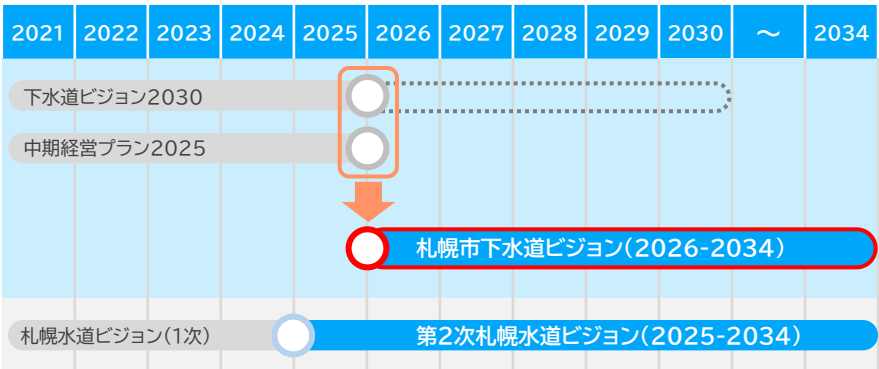 2021 2022 2023 2024 2025 2026 2027 2028 2029 2030 ～ 2034
下水道ビジョン2030
中期経営プラン2025
札幌市下水道ビジョン(2026-2034)
札幌水道ビジョン(1次) 第2次札幌水道ビジョン(2025-2034)